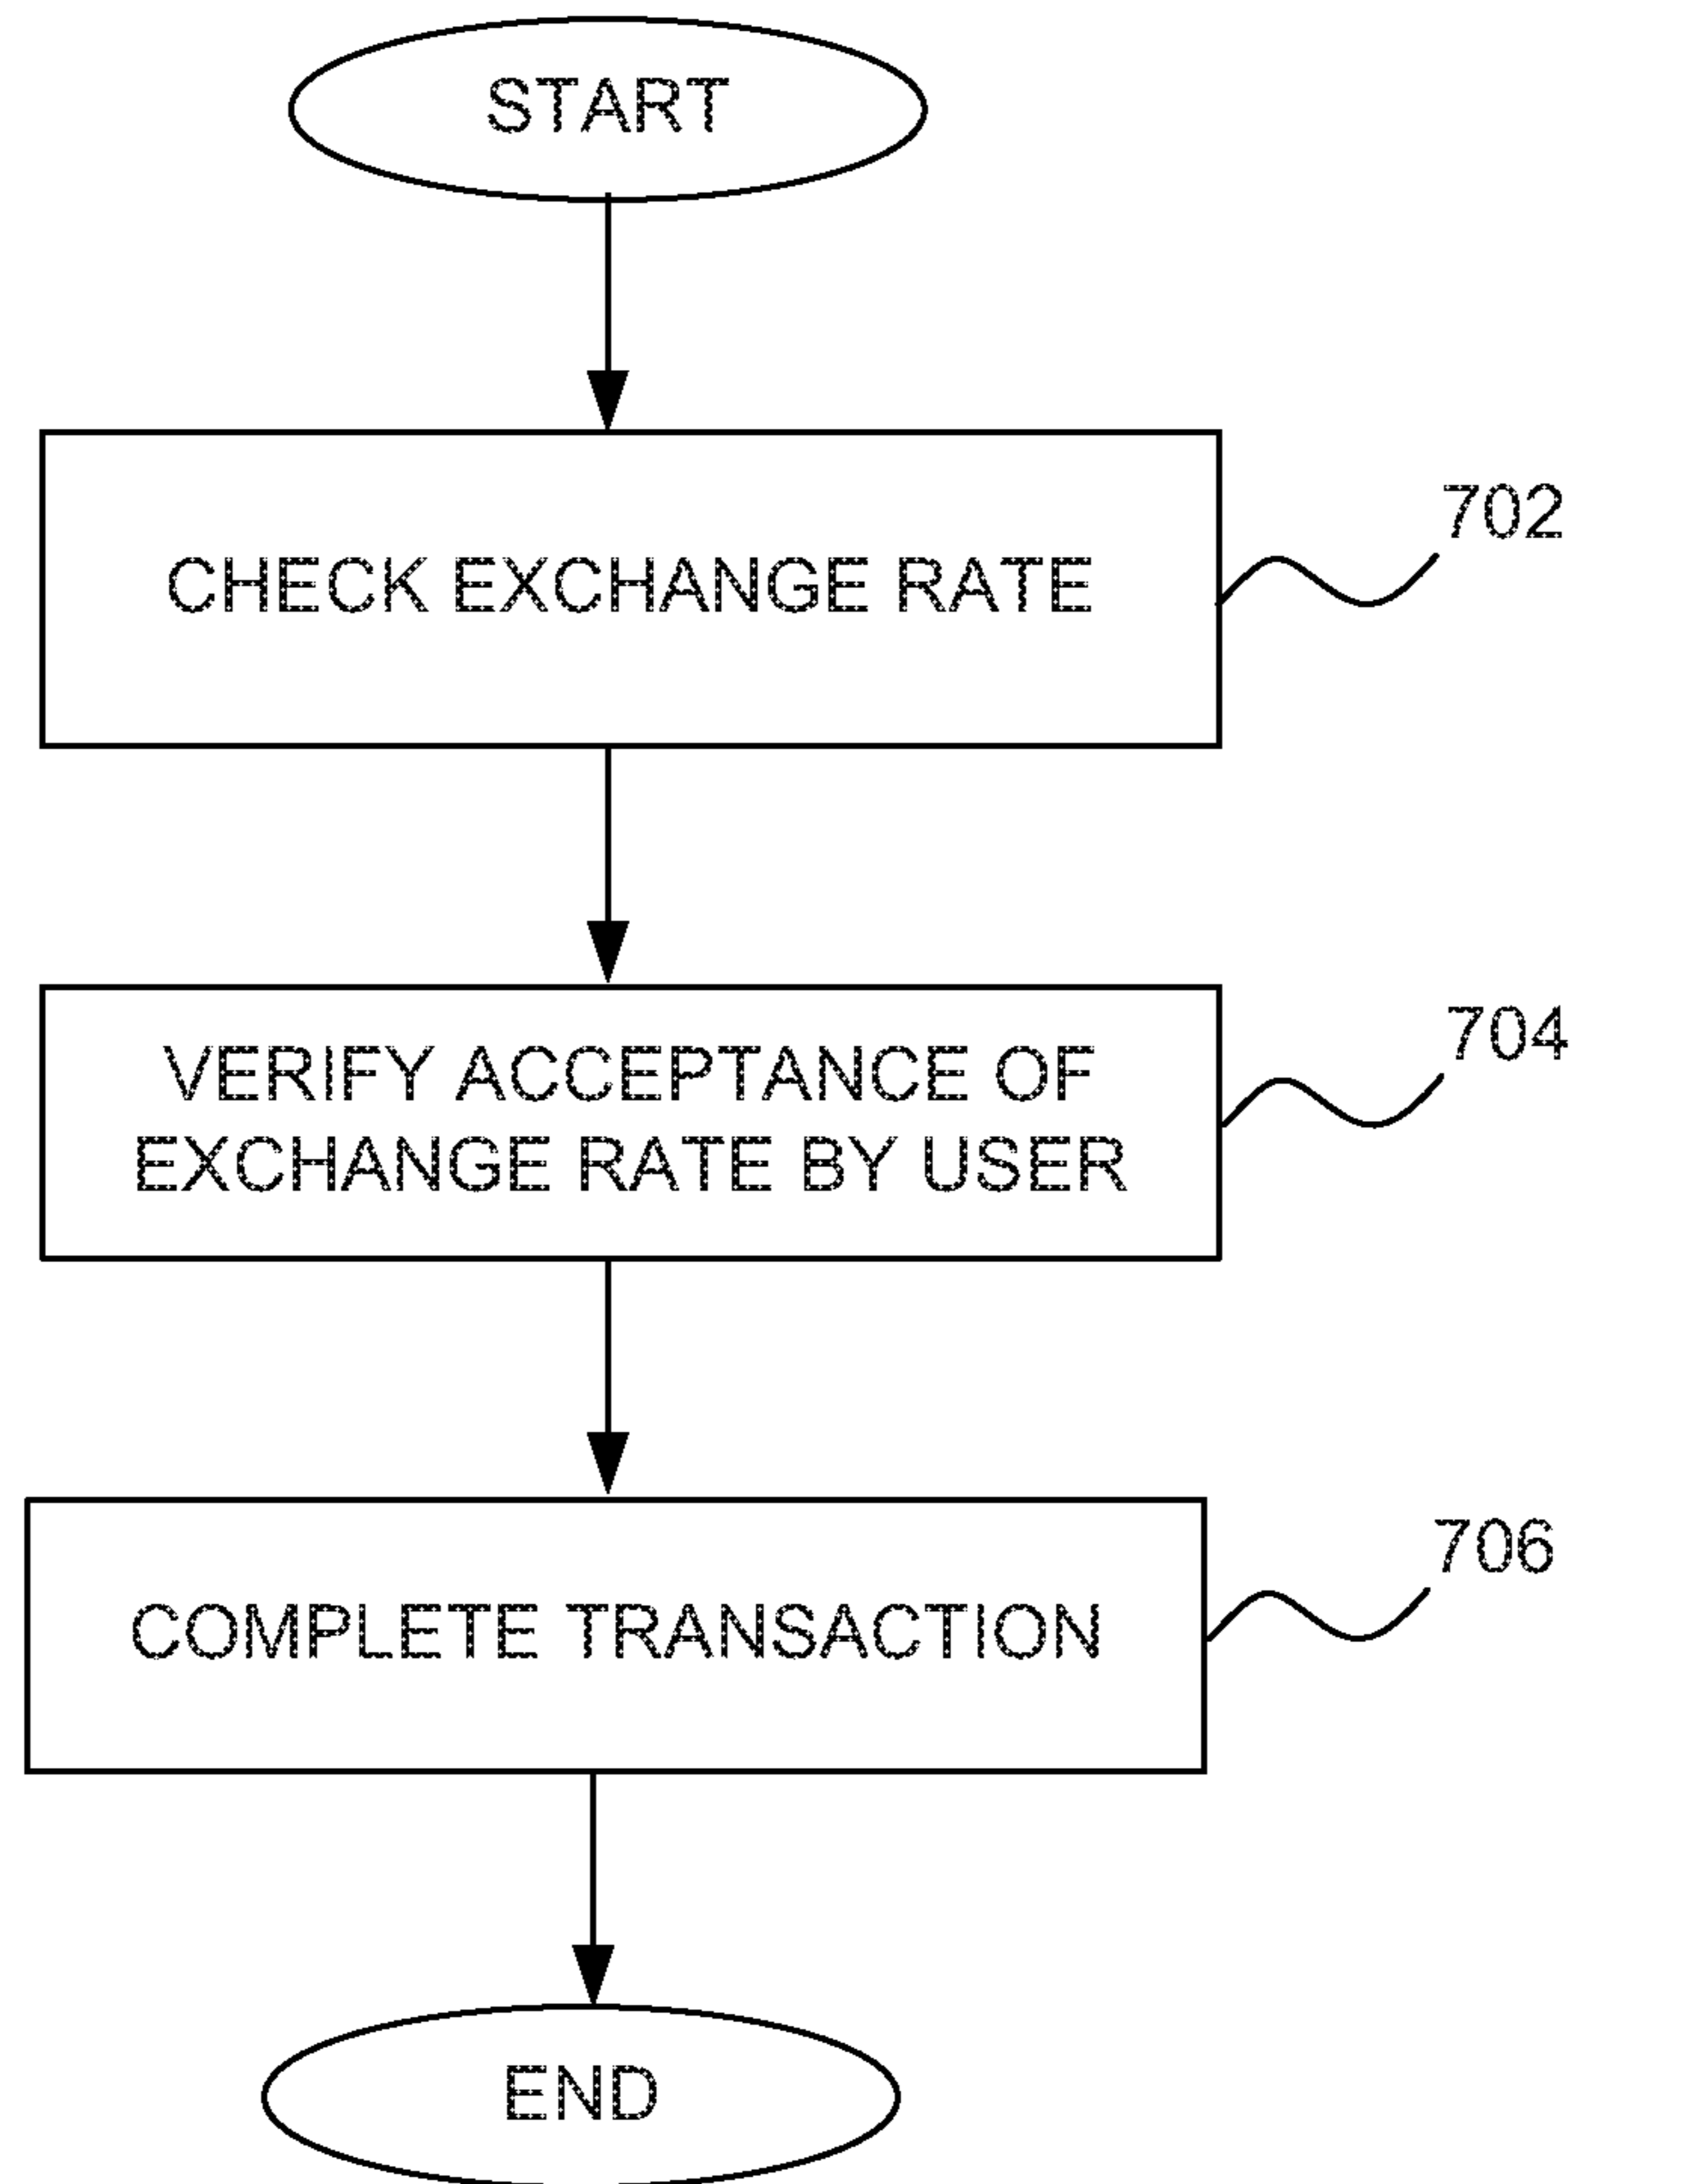 START
CHECK EXCHANGE RATE
702
VERIFY ACCEPTANCE OF
EXCHANGE RATE BY USER
704
COMPLETE TRANSACTION
706
END